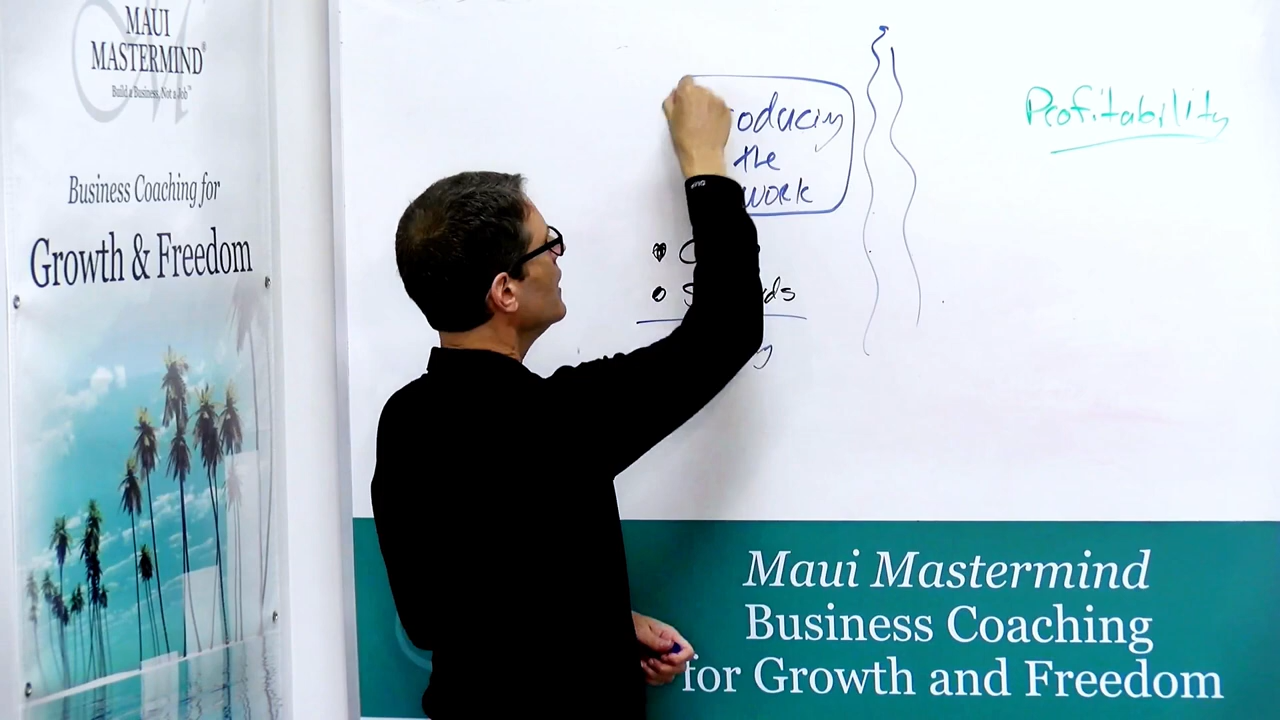 MAUI
MASTERMIND®
Build a Business, Not a Job™
Business Coaching for
Growth & Freedom
oducing
the
work
Profitability
Maui Mastermind
Business Coaching
for Growth and Freedom